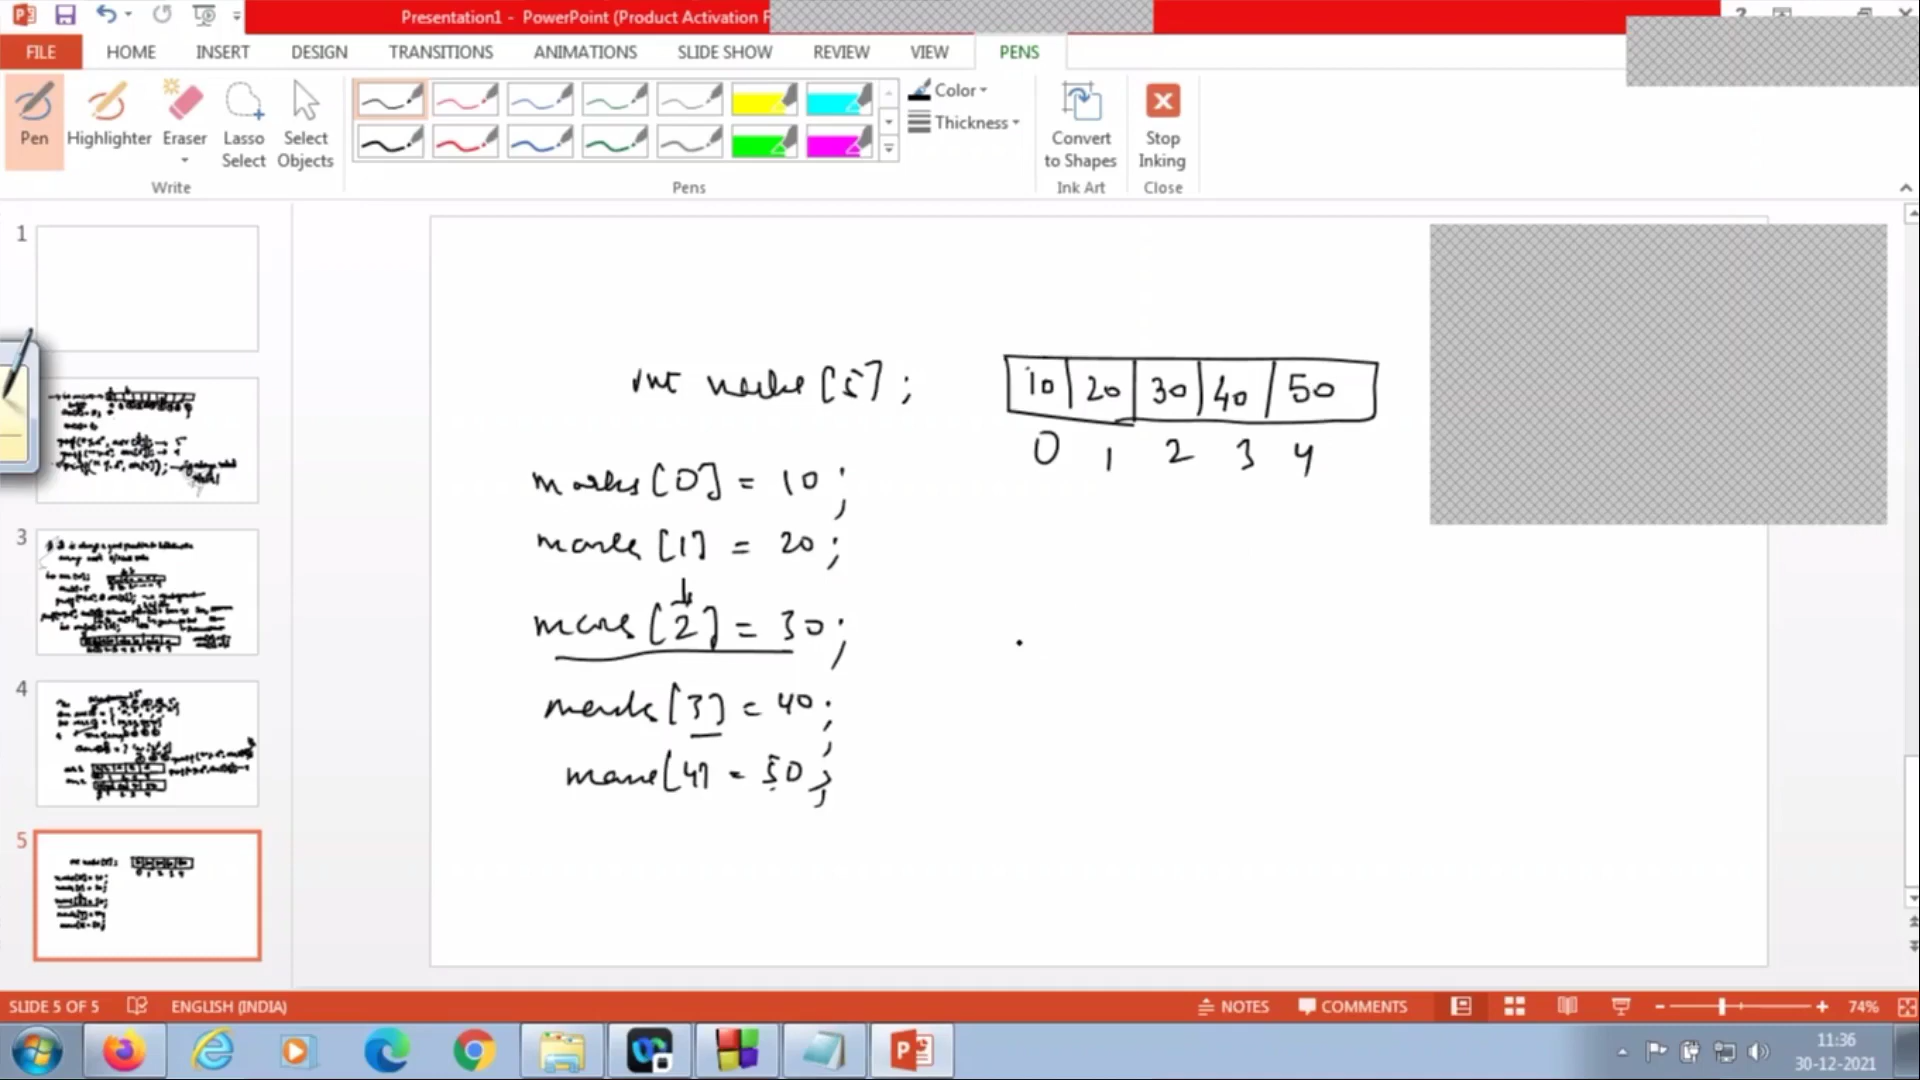 Presentation1 - PowerPoint (Product Activation F
FILE HOME INSERT DESIGN TRANSITIONS ANIMATIONS SLIDE SHOW REVIEW VIEW PENS
Pen Highlighter Eraser Lasso Select Select Objects
Color
Thickness
Convert to Shapes
Stop Inking
Write Pens Ink Art Close
1
int marks [5];
10 20 30 40 50
0 1 2 3 4
marks [0] = 10;
marks [1] = 20;
marks [2] = 30;
marks [3] = 40;
marks [4] = 50;
3
4
5
SLIDE 5 OF 5 ENGLISH (INDIA) NOTES COMMENTS 74%
11:36
30-12-2021